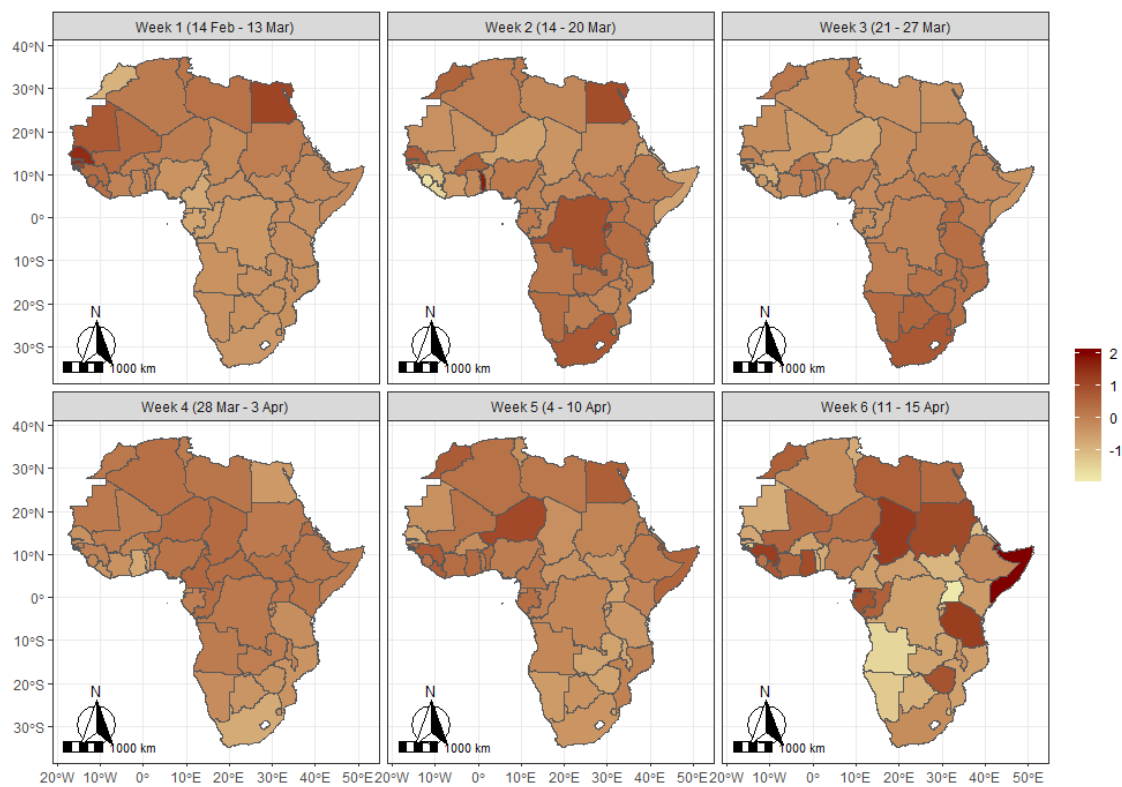 Week 1 (14 Feb - 13 Mar)
Week 2 (14 - 20 Mar)
Week 3 (21 - 27 Mar)
40°N
30°N
20°N
10°N
0°
10°S
20°S
30°S
N
1000 km
N
1000 km
N
1000 km
2
1
0
-1
Week 4 (28 Mar - 3 Apr)
Week 5 (4 - 10 Apr)
Week 6 (11 - 15 Apr)
40°N
30°N
20°N
10°N
0°
10°S
20°S
30°S
N
1000 km
N
1000 km
N
1000 km
20°W 10°W 0° 10°E 20°E 30°E 40°E 50°E 20°W 10°W 0° 10°E 20°E 30°E 40°E 50°E 20°W 10°W 0° 10°E 20°E 30°E 40°E 50°E